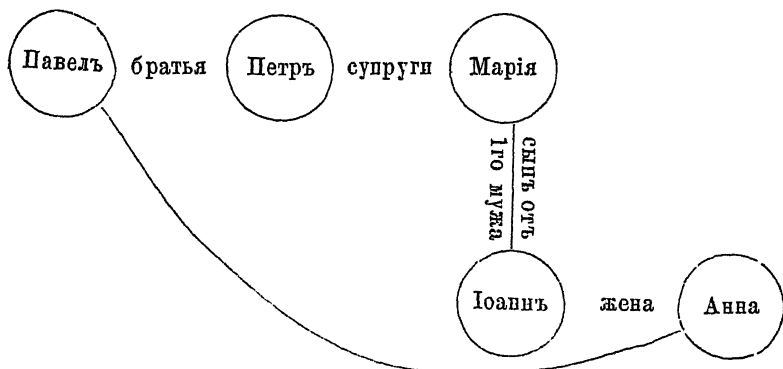 Павелъ братья Петръ супруги Марія
сынъ отъ
1го мужа
Іоаннъ жена Анна